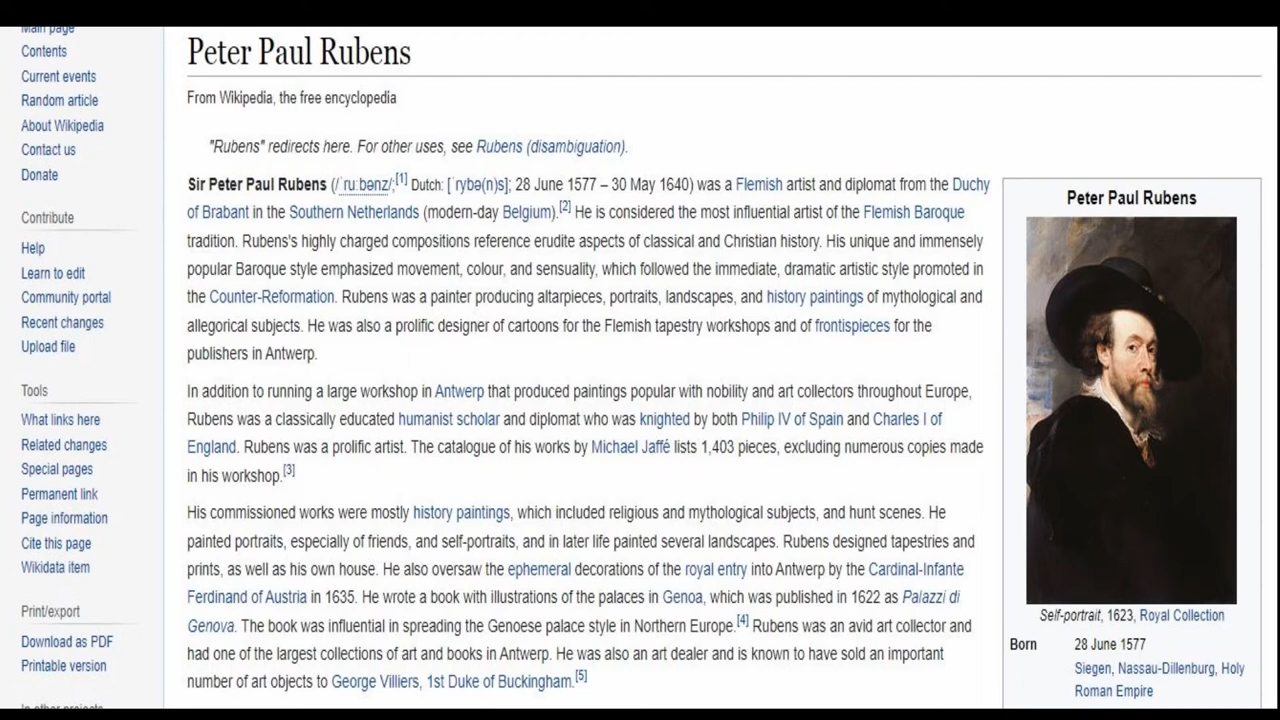 Main page
Contents
Current events
Random article
About Wikipedia
Contact us
Donate
Contribute
Help
Learn to edit
Community portal
Recent changes
Upload file
Tools
What links here
Related changes
Special pages
Permanent link
Page information
Cite this page
Wikidata item
Print/export
Download as PDF
Printable version
In other projects
Peter Paul Rubens
From Wikipedia, the free encyclopedia
"Rubens" redirects here. For other uses, see Rubens (disambiguation).
Sir Peter Paul Rubens (/ˈruːbənz/;[1] Dutch: [ˈrybə(n)s]; 28 June 1577 – 30 May 1640) was a Flemish artist and diplomat from the Duchy
of Brabant in the Southern Netherlands (modern-day Belgium).[2] He is considered the most influential artist of the Flemish Baroque
tradition. Rubens's highly charged compositions reference erudite aspects of classical and Christian history. His unique and immensely
popular Baroque style emphasized movement, colour, and sensuality, which followed the immediate, dramatic artistic style promoted in
the Counter-Reformation. Rubens was a painter producing altarpieces, portraits, landscapes, and history paintings of mythological and
allegorical subjects. He was also a prolific designer of cartoons for the Flemish tapestry workshops and of frontispieces for the
publishers in Antwerp.
In addition to running a large workshop in Antwerp that produced paintings popular with nobility and art collectors throughout Europe,
Rubens was a classically educated humanist scholar and diplomat who was knighted by both Philip IV of Spain and Charles I of
England. Rubens was a prolific artist. The catalogue of his works by Michael Jaffé lists 1,403 pieces, excluding numerous copies made
in his workshop.[3]
His commissioned works were mostly history paintings, which included religious and mythological subjects, and hunt scenes. He
painted portraits, especially of friends, and self-portraits, and in later life painted several landscapes. Rubens designed tapestries and
prints, as well as his own house. He also oversaw the ephemeral decorations of the royal entry into Antwerp by the Cardinal-Infante
Ferdinand of Austria in 1635. He wrote a book with illustrations of the palaces in Genoa, which was published in 1622 as Palazzi di
Genova. The book was influential in spreading the Genoese palace style in Northern Europe.[4] Rubens was an avid art collector and
had one of the largest collections of art and books in Antwerp. He was also an art dealer and is known to have sold an important
number of art objects to George Villiers, 1st Duke of Buckingham.[5]
Peter Paul Rubens
Self-portrait, 1623, Royal Collection
Born 28 June 1577
Siegen, Nassau-Dillenburg, Holy
Roman Empire